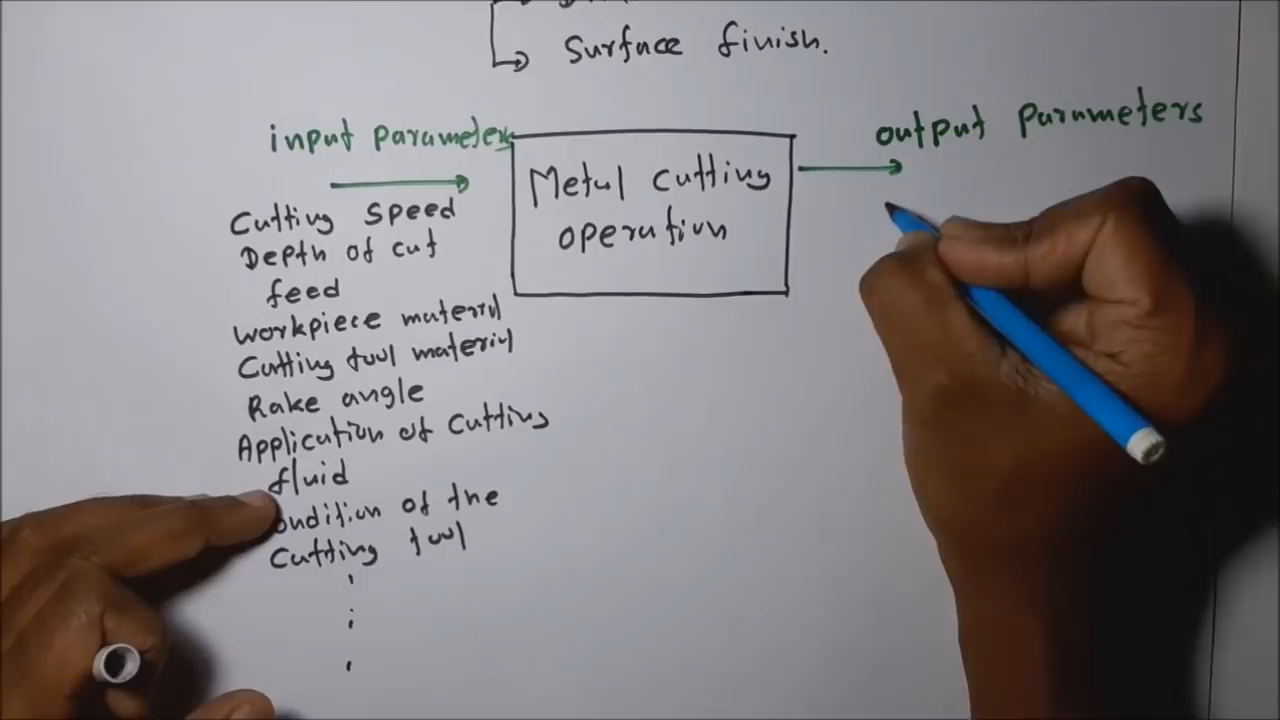 Surface finish.
input parameters
output parameters
Metal cutting
operation
Cutting speed
Depth of cut
feed
workpiece material
Cutting tool material
Rake angle
Application of cutting
fluid
ondition of the
Cutting tool